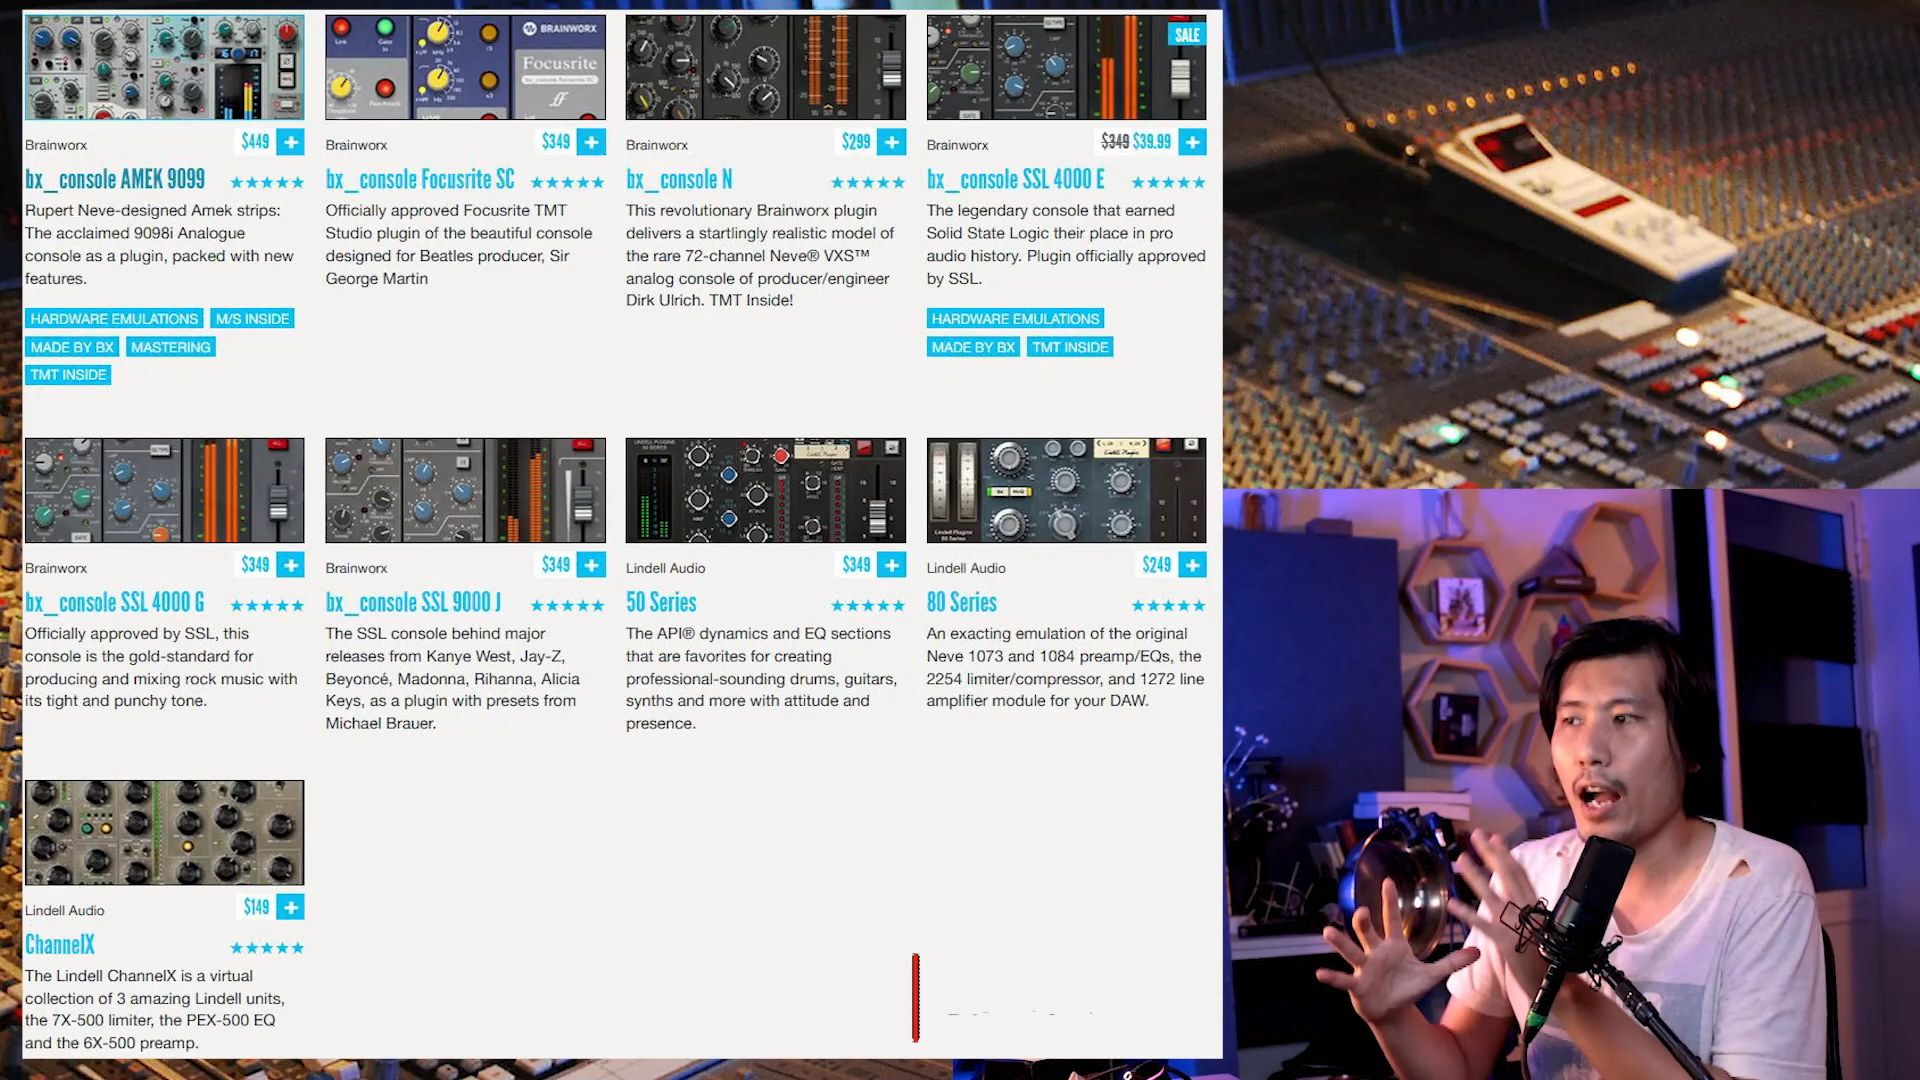 BRAINWORX
Focusrite
SALE
Brainworx
$449
+
bx_console AMEK 9099
★★★★★
Rupert Neve-designed Amek strips:
The acclaimed 9098i Analogue
console as a plugin, packed with new
features.
HARDWARE EMULATIONS
M/S INSIDE
MADE BY BX
MASTERING
TMT INSIDE
Brainworx
$349
+
bx_console Focusrite SC
★★★★★
Officially approved Focusrite TMT
Studio plugin of the beautiful console
designed for Beatles producer, Sir
George Martin
Brainworx
$299
+
bx_console N
★★★★★
This revolutionary Brainworx plugin
delivers a startlingly realistic model of
the rare 72-channel Neve® VXS™
analog console of producer/engineer
Dirk Ulrich. TMT Inside!
Brainworx
$349 $39.99
+
bx_console SSL 4000 E
★★★★★
The legendary console that earned
Solid State Logic their place in pro
audio history. Plugin officially approved
by SSL.
HARDWARE EMULATIONS
MADE BY BX
TMT INSIDE
Brainworx
$349
+
bx_console SSL 4000 G
★★★★★
Officially approved by SSL, this
console is the gold-standard for
producing and mixing rock music with
its tight and punchy tone.
Brainworx
$349
+
bx_console SSL 9000 J
★★★★★
The SSL console behind major
releases from Kanye West, Jay-Z,
Beyoncé, Madonna, Rihanna, Alicia
Keys, as a plugin with presets from
Michael Brauer.
Lindell Audio
$349
+
50 Series
★★★★★
The API® dynamics and EQ sections
that are favorites for creating
professional-sounding drums, guitars,
synths and more with attitude and
presence.
Lindell Audio
$249
+
80 Series
★★★★★
An exacting emulation of the original
Neve 1073 and 1084 preamp/EQs, the
2254 limiter/compressor, and 1272 line
amplifier module for your DAW.
Lindell Audio
$149
+
ChannelX
★★★★★
The Lindell ChannelX is a virtual
collection of 3 amazing Lindell units,
the 7X-500 limiter, the PEX-500 EQ
and the 6X-500 preamp.